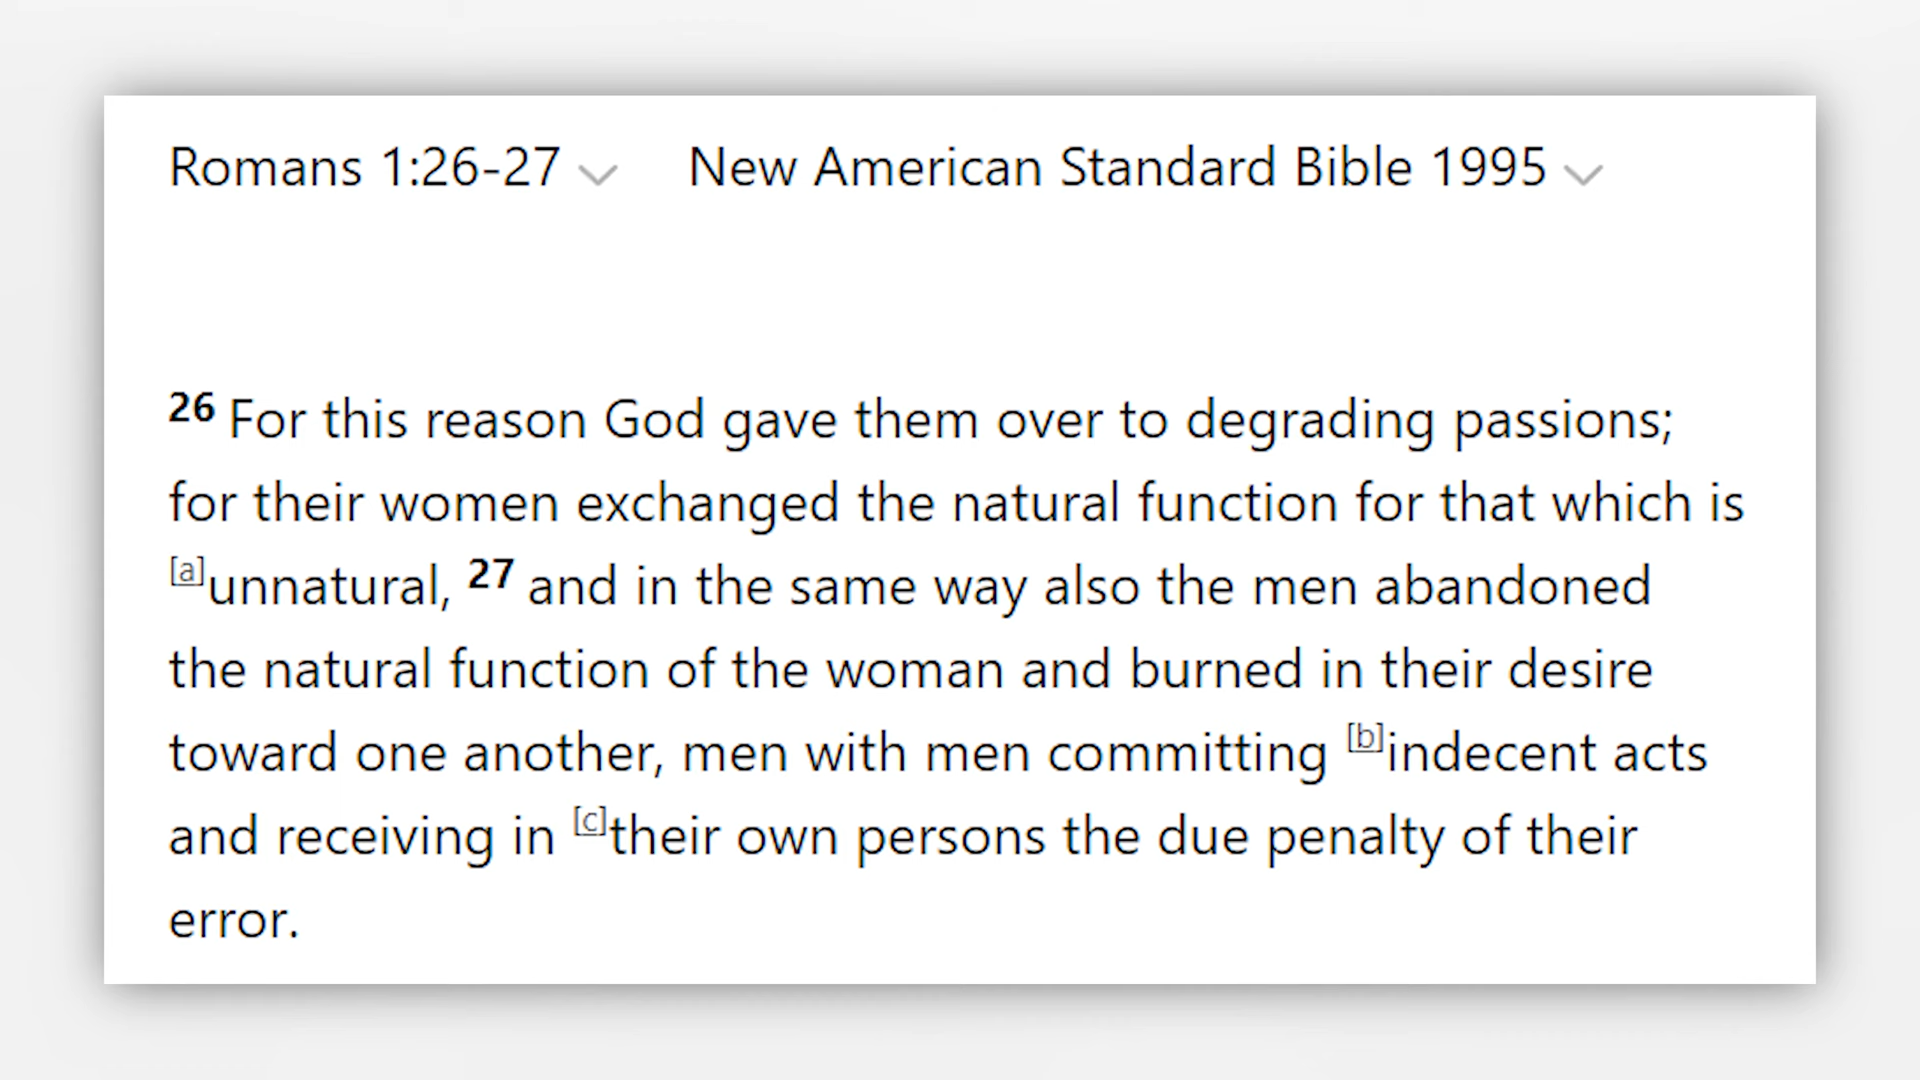 Romans 1:26-27 New American Standard Bible 1995
26 For this reason God gave them over to degrading passions;
for their women exchanged the natural function for that which is
[a]unnatural, 27 and in the same way also the men abandoned
the natural function of the woman and burned in their desire
toward one another, men with men committing [b]indecent acts
and receiving in [c]their own persons the due penalty of their
error.